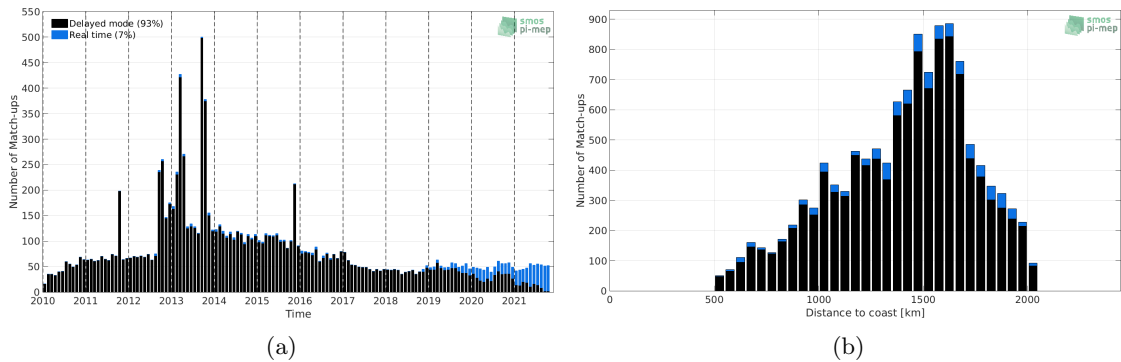 550
500
450
400
350
300
250
200
150
100
50
0
Number of Match-ups
Delayed mode (93%)
Real time (7%)
smos
pi-mep
2010 2011 2012 2013 2014 2015 2016 2017 2018 2019 2020 2021
Time
(a)
900
800
700
600
500
400
300
200
100
0
Number of Match-ups
smos
pi-mep
0 500 1000 1500 2000
Distance to coast [km]
(b)